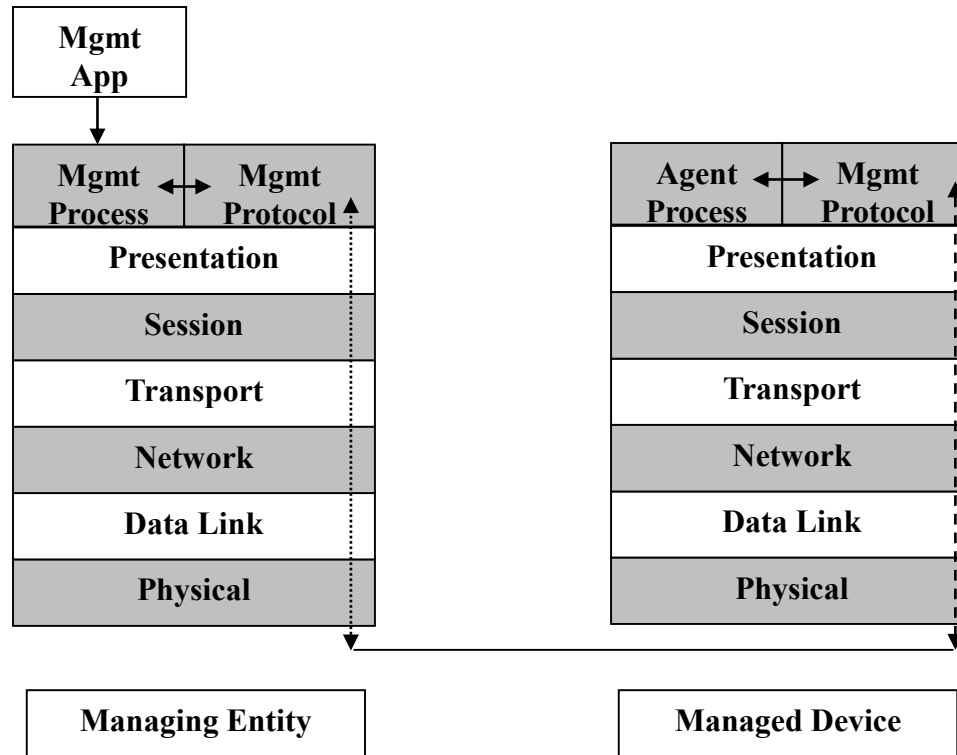 Mgmt
App
Mgmt
Process
Mgmt
Protocol
Presentation
Session
Transport
Network
Data Link
Physical
Managing Entity
Agent
Process
Mgmt
Protocol
Presentation
Session
Transport
Network
Data Link
Physical
Managed Device